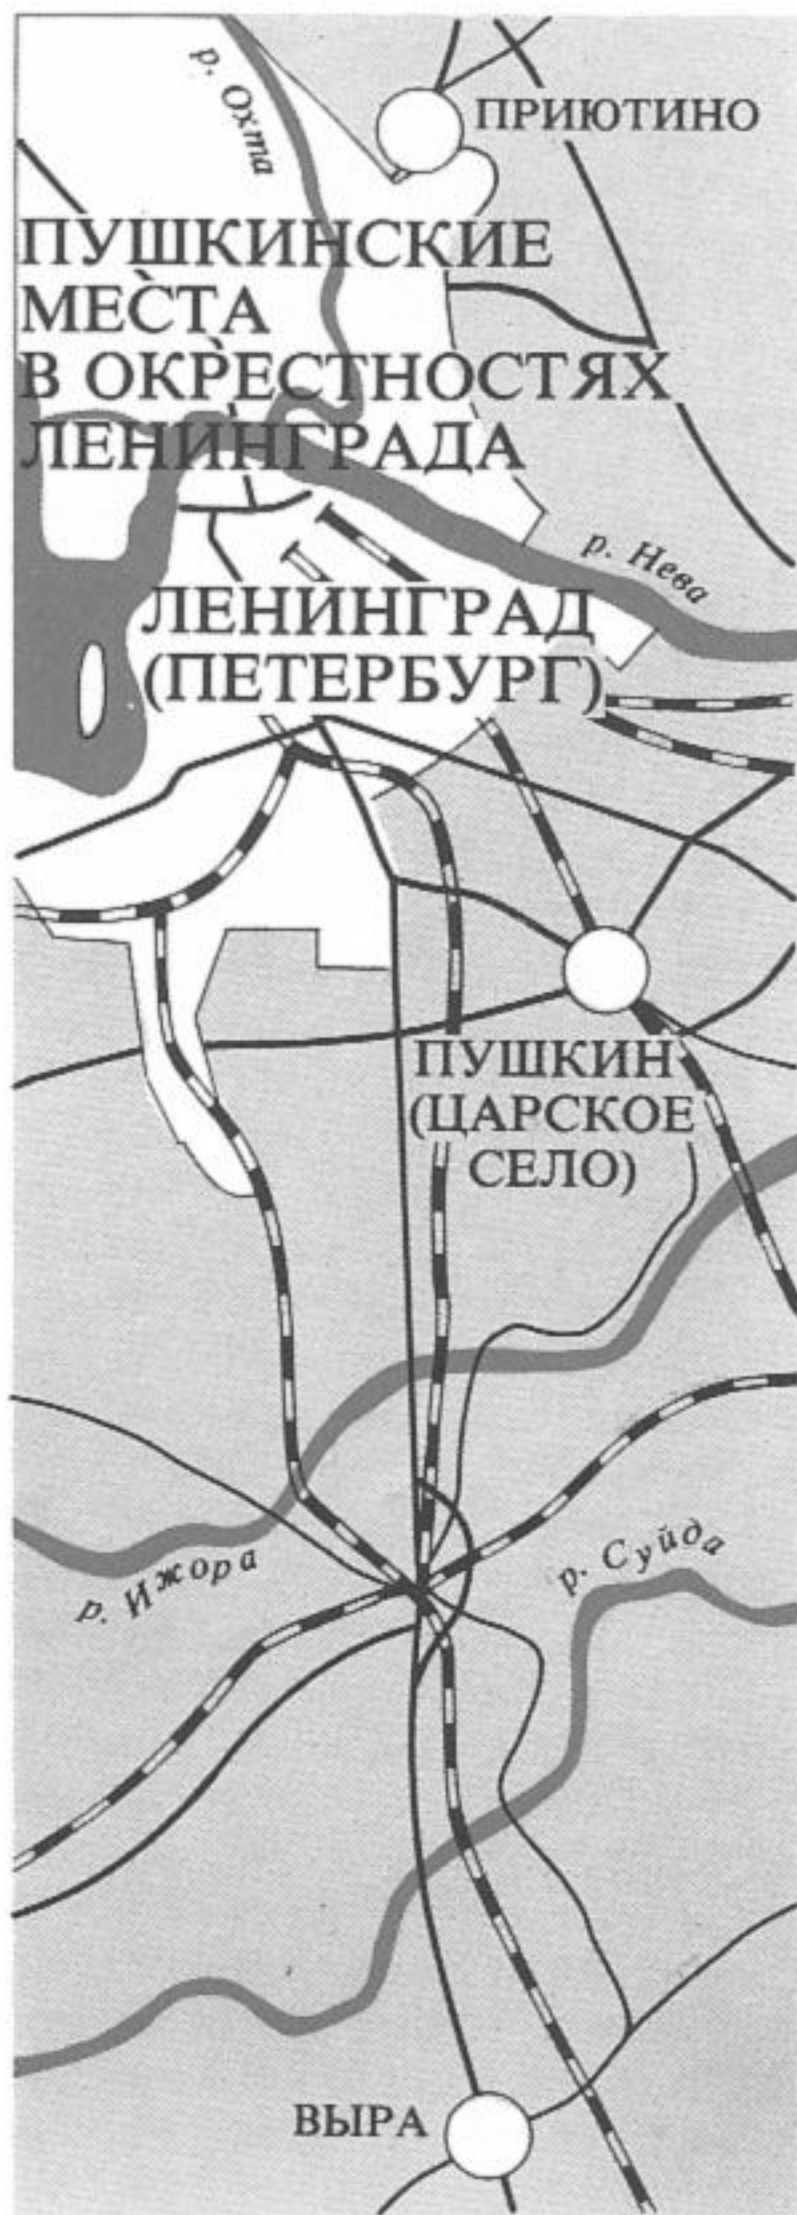 р. Охта
ПРИЮТИНО
ПУШКИНСКИЕ
МЕСТА
В ОКРЕСТНОСТЯХ
ЛЕНИНГРАДА
р. Нева
ЛЕНИНГРАД
(ПЕТЕРБУРГ)
ПУШКИН
(ЦАРСКОЕ
СЕЛО)
р. Ижора
р. Суйда
ВЫРА